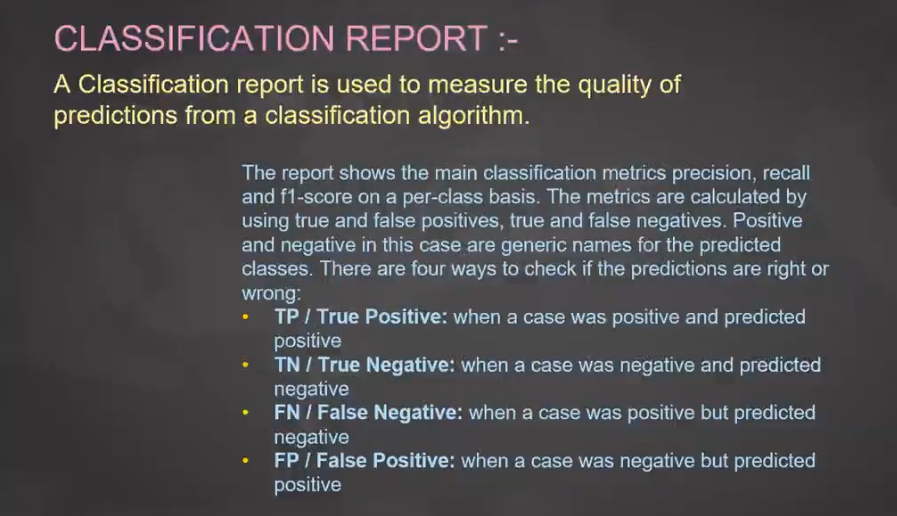 CLASSIFICATION REPORT :-
A Classification report is used to measure the quality of
predictions from a classification algorithm.
The report shows the main classification metrics precision, recall
and f1-score on a per-class basis. The metrics are calculated by
using true and false positives, true and false negatives. Positive
and negative in this case are generic names for the predicted
classes. There are four ways to check if the predictions are right or
wrong:
• TP / True Positive: when a case was positive and predicted
positive
• TN / True Negative: when a case was negative and predicted
negative
• FN / False Negative: when a case was positive but predicted
negative
• FP / False Positive: when a case was negative but predicted
positive